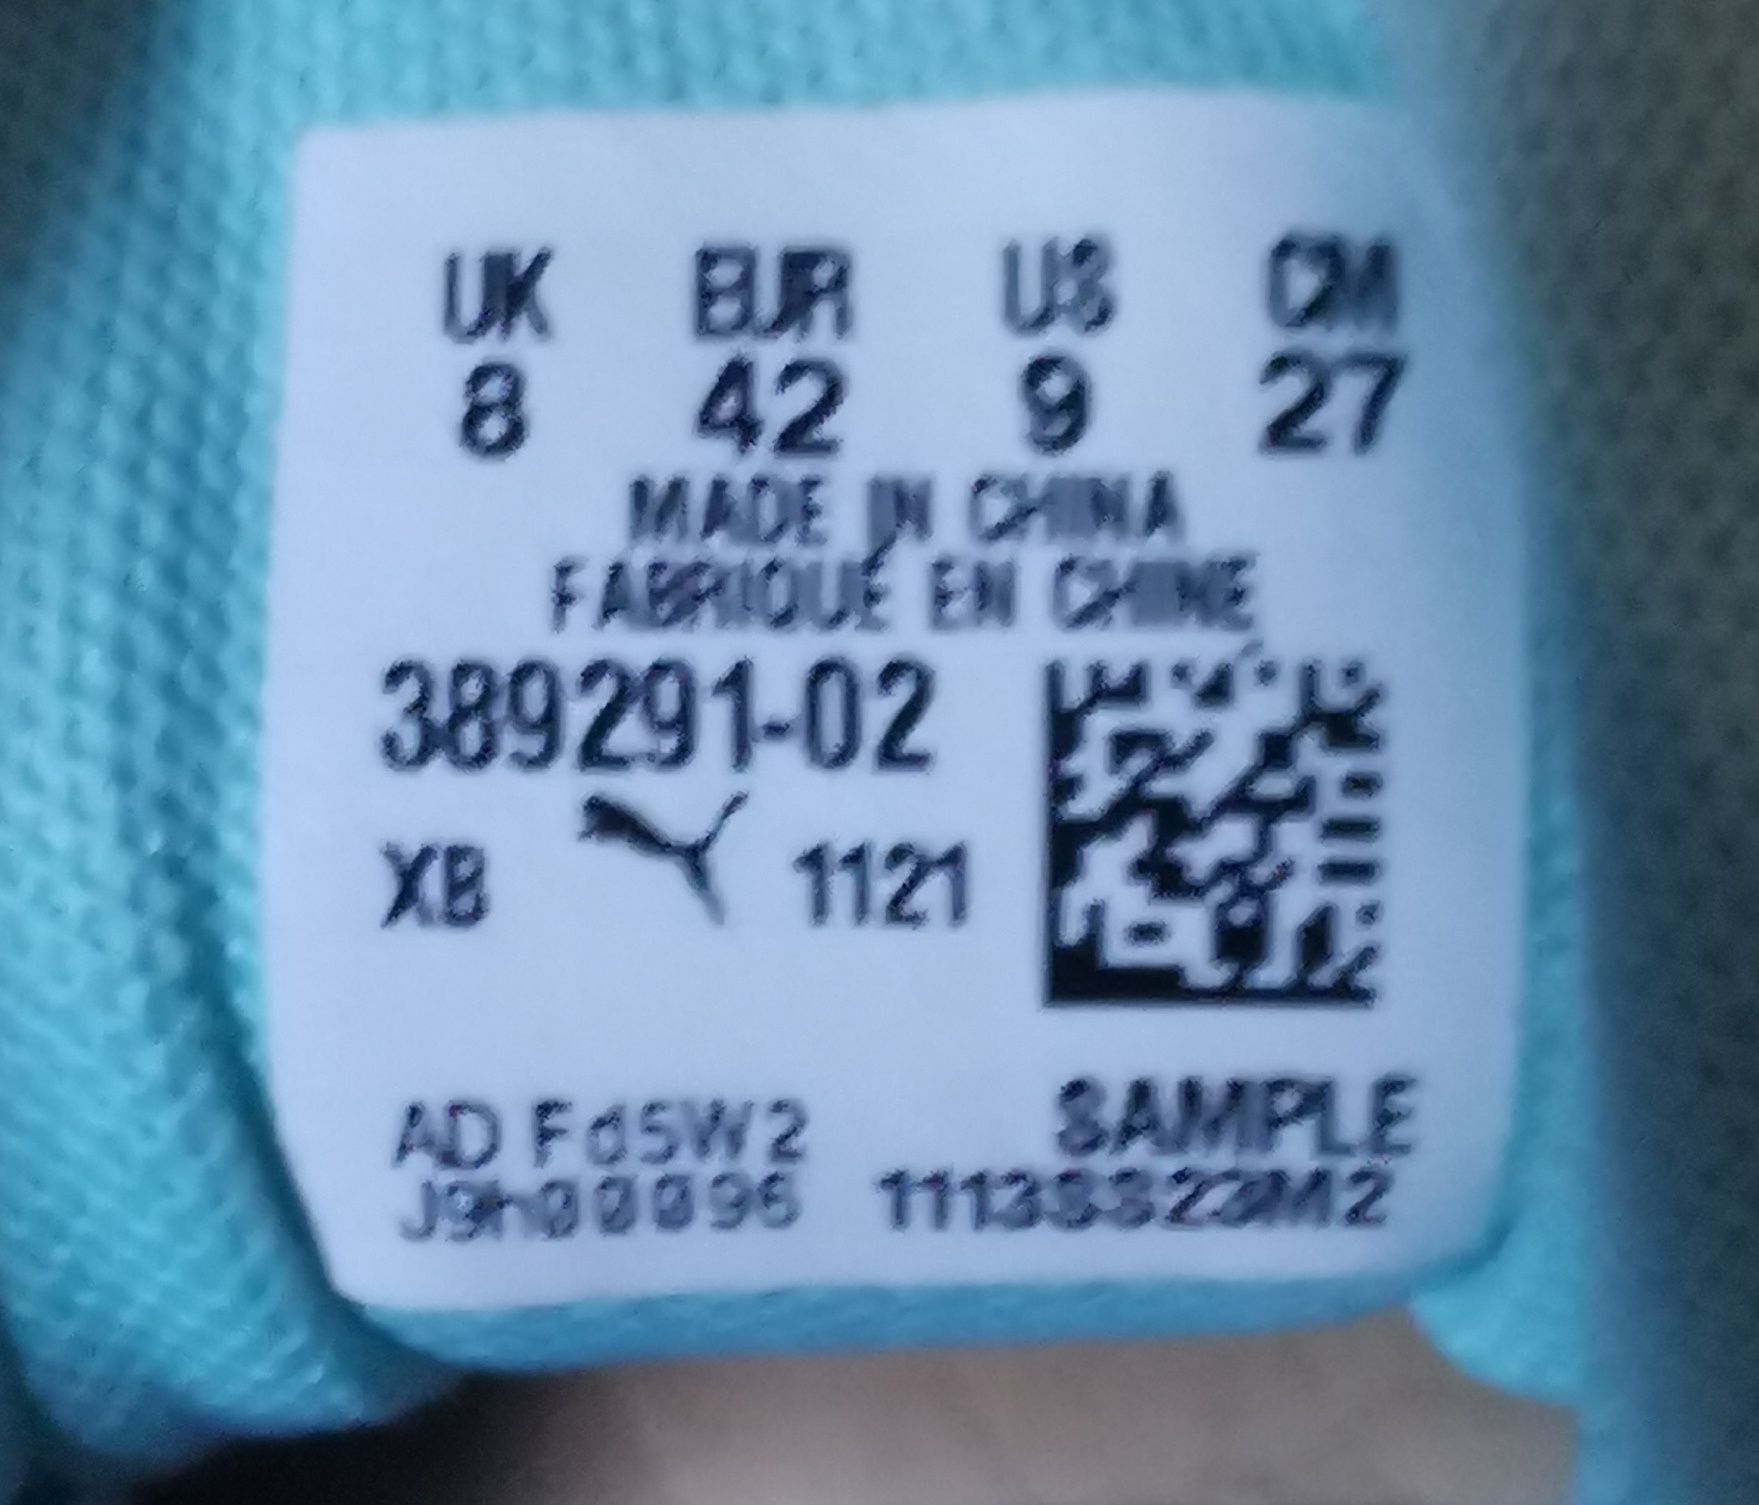 UK EUR US CM
8 42 9 27
MADE IN CHINA
FABRIQUÉ EN CHINE
389291-02
XB 1121
AD Fd5W2 SAMPLE
J9h00096